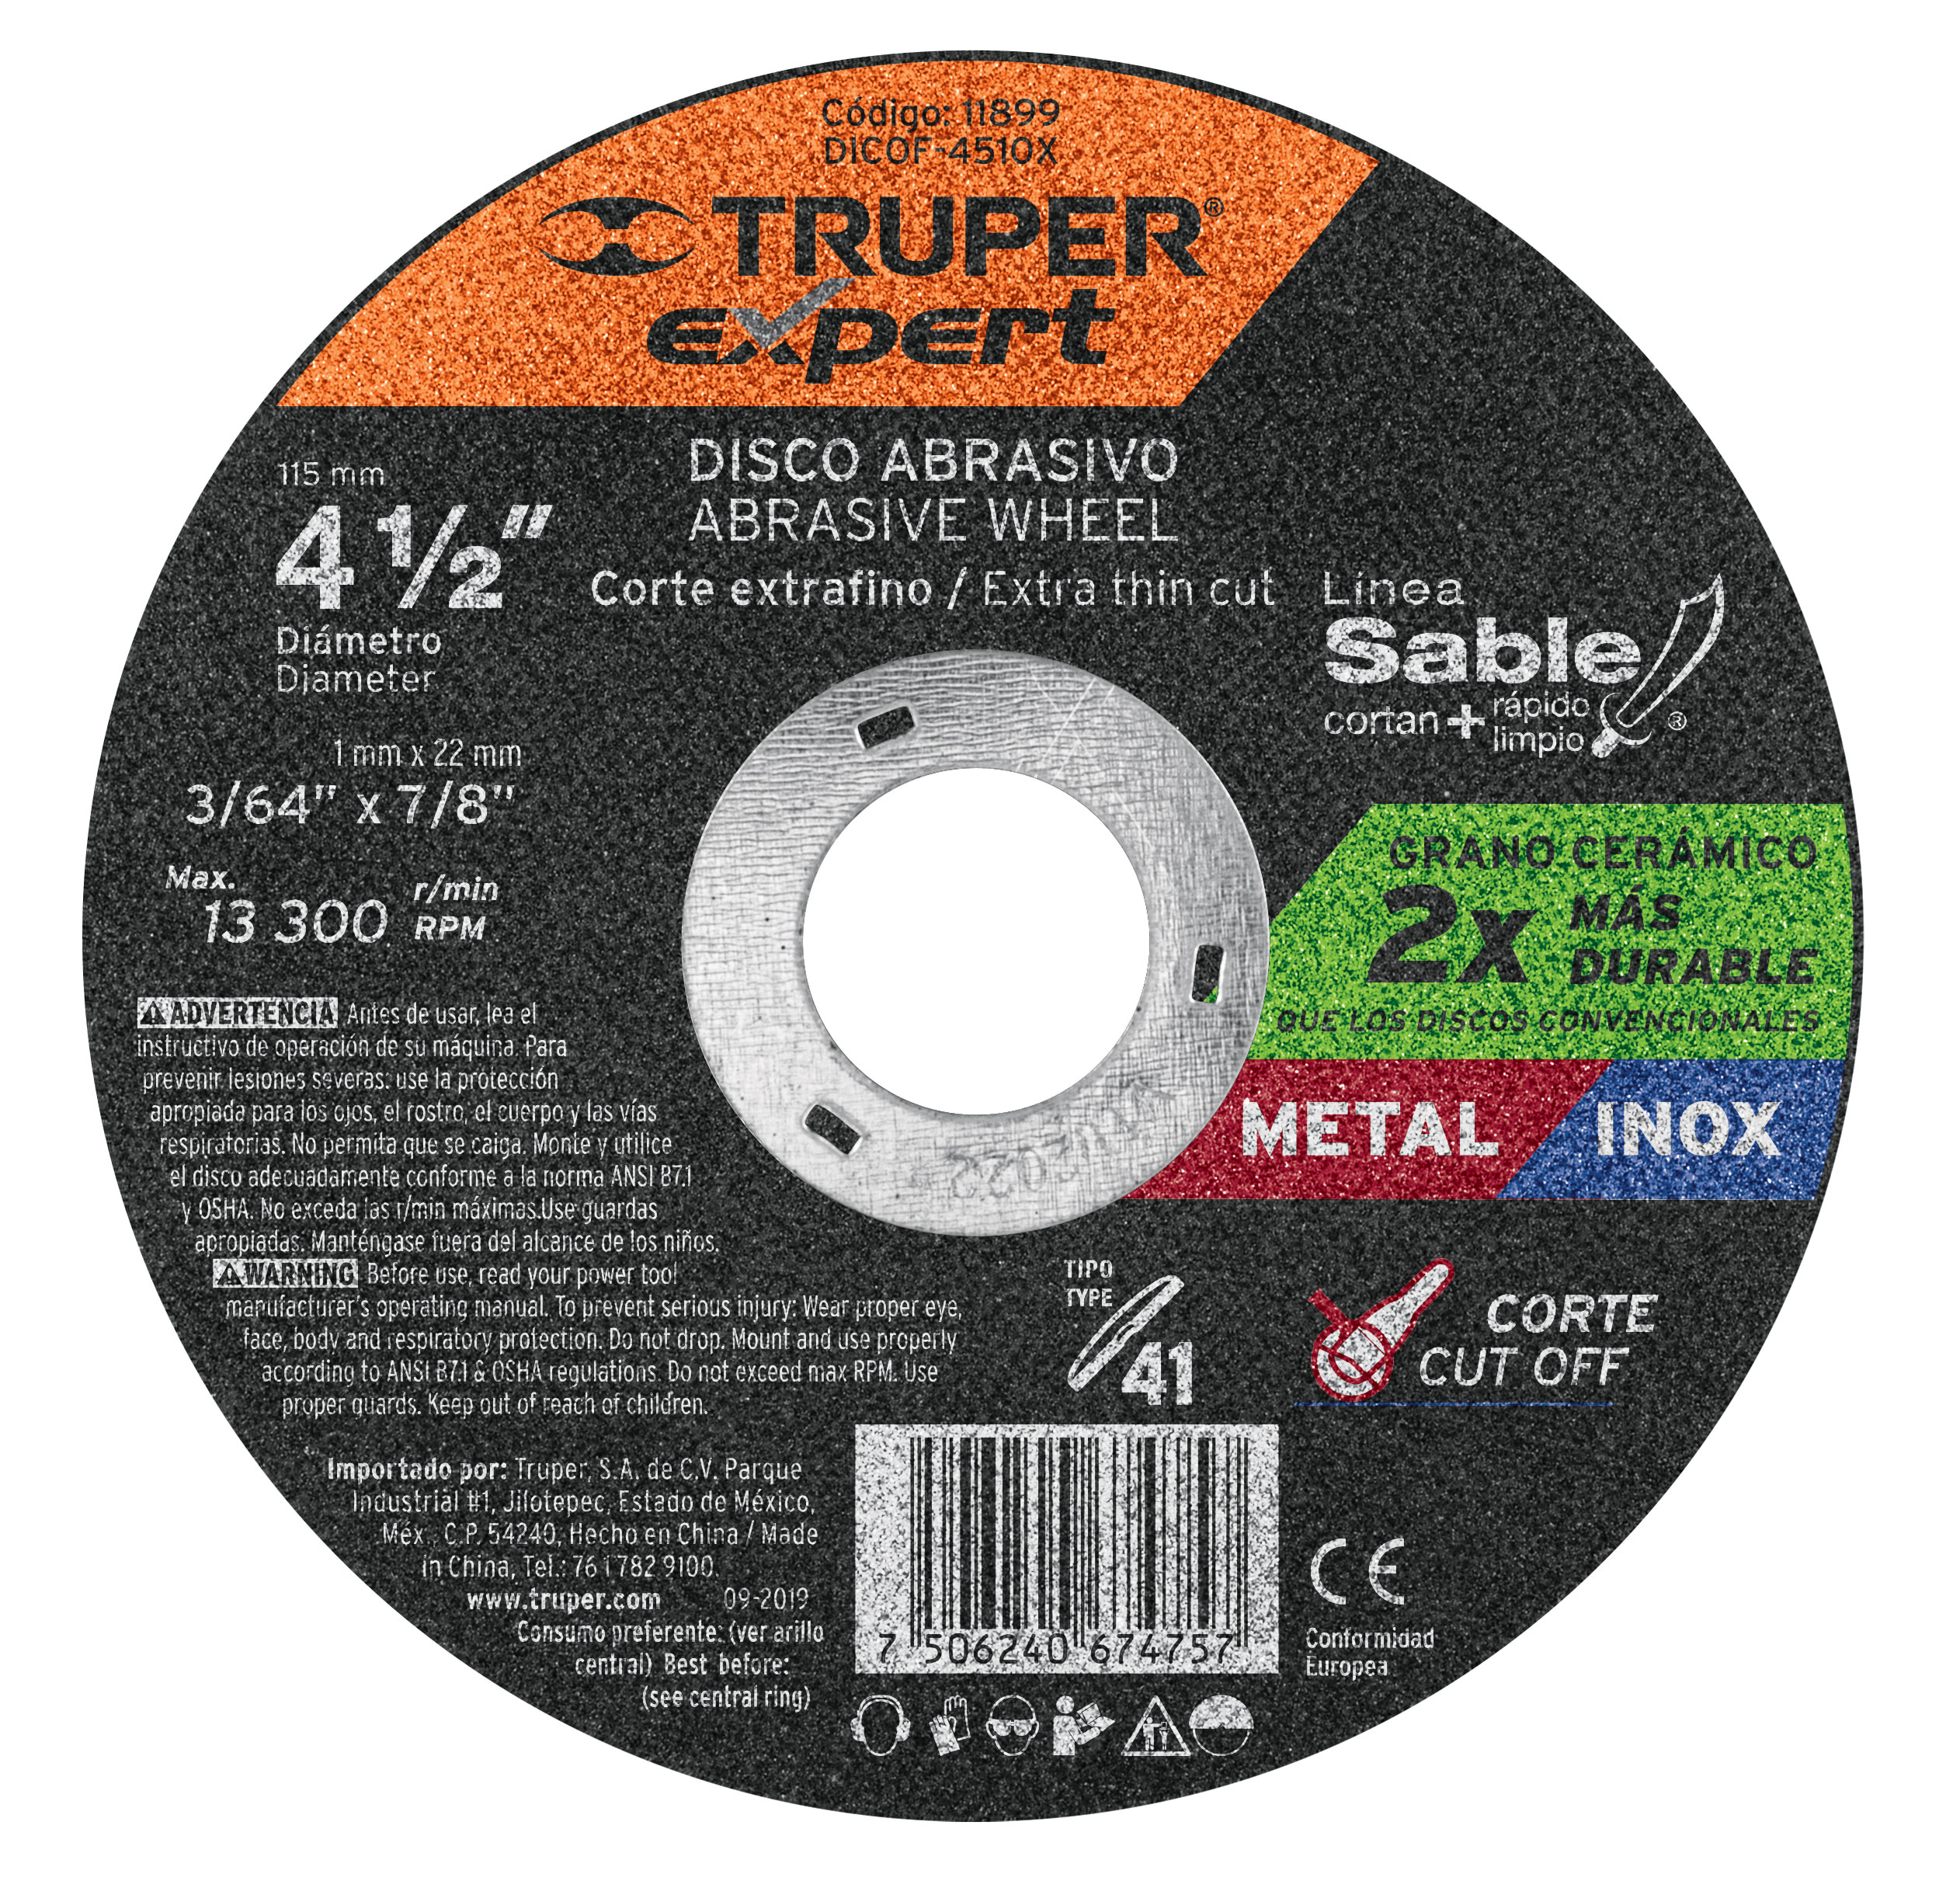 Código: 11899
DICOF-4510X
TRUPER®
expert
DISCO ABRASIVO
ABRASIVE WHEEL
Corte extrafino / Extra thin cut
115 mm
4 ½"
Diámetro
Diameter
1 mm x 22 mm
3/64" x 7/8"
Max.
13 300 r/min
RPM
Línea
Sable
cortan + rápido
limpio ®
GRANO CERÁMICO
2x MÁS
DURABLE
QUE LOS DISCOS CONVENCIONALES
METAL INOX
ADVERTENCIA Antes de usar, lea el
instructivo de operación de su máquina. Para
prevenir lesiones severas: use la protección
apropiada para los ojos, el rostro, el cuerpo y las vías
respiratorias. No permita que se caiga. Monte y utilice
el disco adecuadamente conforme a la norma ANSI B7.1
y OSHA. No exceda las r/min máximas.Use guardas
apropiadas. Manténgase fuera del alcance de los niños.
WARNING Before use, read your power tool
manufacturer's operating manual. To prevent serious injury: Wear proper eye,
face, body and respiratory protection. Do not drop. Mount and use properly
according to ANSI B7.1 & OSHA regulations. Do not exceed max RPM. Use
proper guards. Keep out of reach of children.
TIPO
TYPE
41
CORTE
CUT OFF
Importado por: Truper, S.A. de C.V. Parque
Industrial #1, Jilotepec, Estado de México,
Méx., C.P. 54240, Hecho en China / Made
in China, Tel.: 761 782 9100.
www.truper.com 09-2019
Consumo preferente: (ver arillo
central) Best before:
(see central ring)
7 506240 674757
CE
Conformidad
Europea